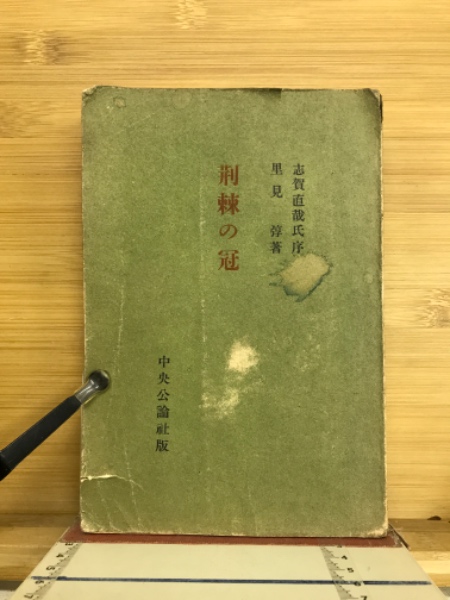 志賀直哉氏序
里見弴著
荊棘の冠
中央公論社版